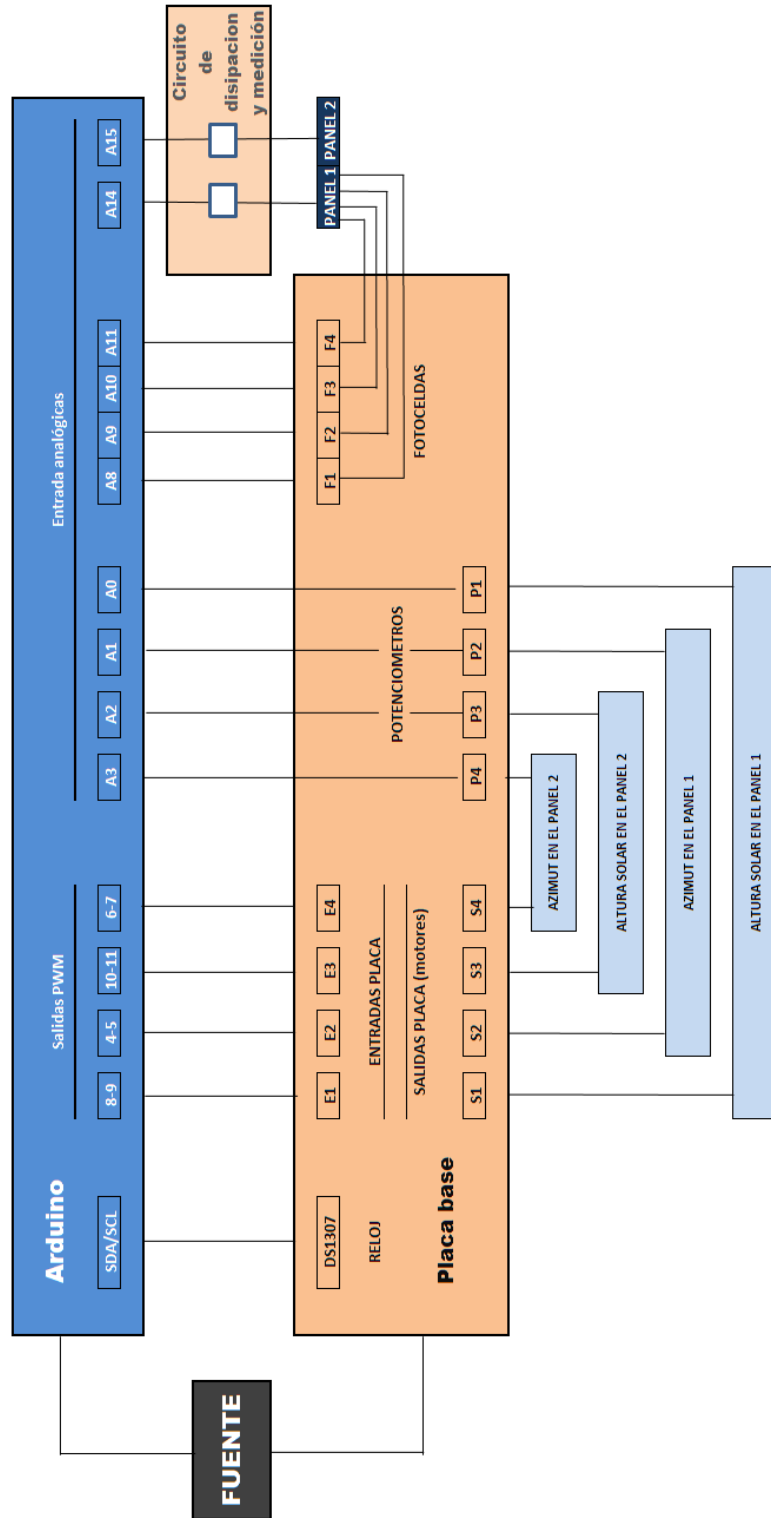 Arduino
Salidas PWM
Entrada analógicas
SDA/SCL
8-9
4-5
10-11
6-7
A3
A2
A1
A0
A8
A9
A10
A11
A14
A15
Circuito
de
disipacion
y medición
FUENTE
PANEL 1
PANEL 2
DS1307
E1
E2
E3
E4
F1
F2
F3
F4
RELOJ
ENTRADAS PLACA
POTENCIOMETROS
FOTOCELDAS
SALIDAS PLACA (motores)
Placa base
S1
S2
S3
S4
P4
P3
P2
P1
AZIMUT EN EL PANEL 2
ALTURA SOLAR EN EL PANEL 2
AZIMUT EN EL PANEL 1
ALTURA SOLAR EN EL PANEL 1